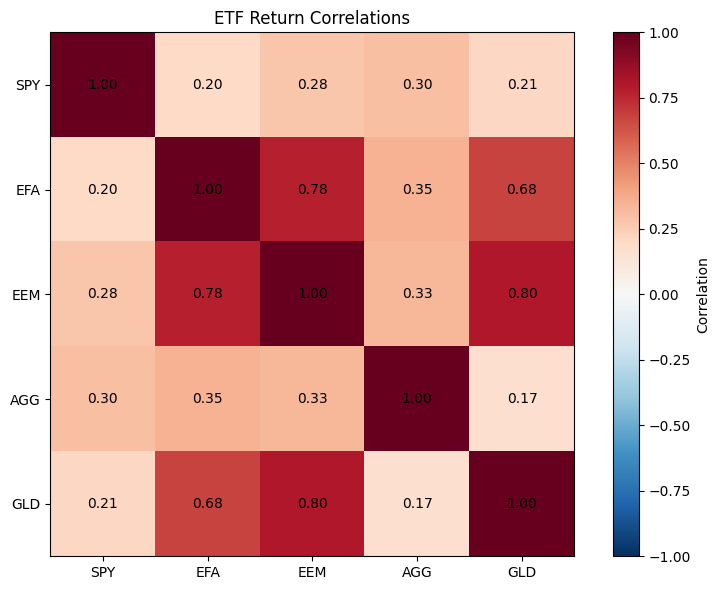 ETF Return Correlations
SPY 1.00 0.20 0.28 0.30 0.21
EFA 0.20 1.00 0.78 0.35 0.68
EEM 0.28 0.78 1.00 0.33 0.80
AGG 0.30 0.35 0.33 1.00 0.17
GLD 0.21 0.68 0.80 0.17 1.00
SPY EFA EEM AGG GLD
1.00
0.75
0.50
0.25
0.00
−0.25
−0.50
−0.75
−1.00
Correlation